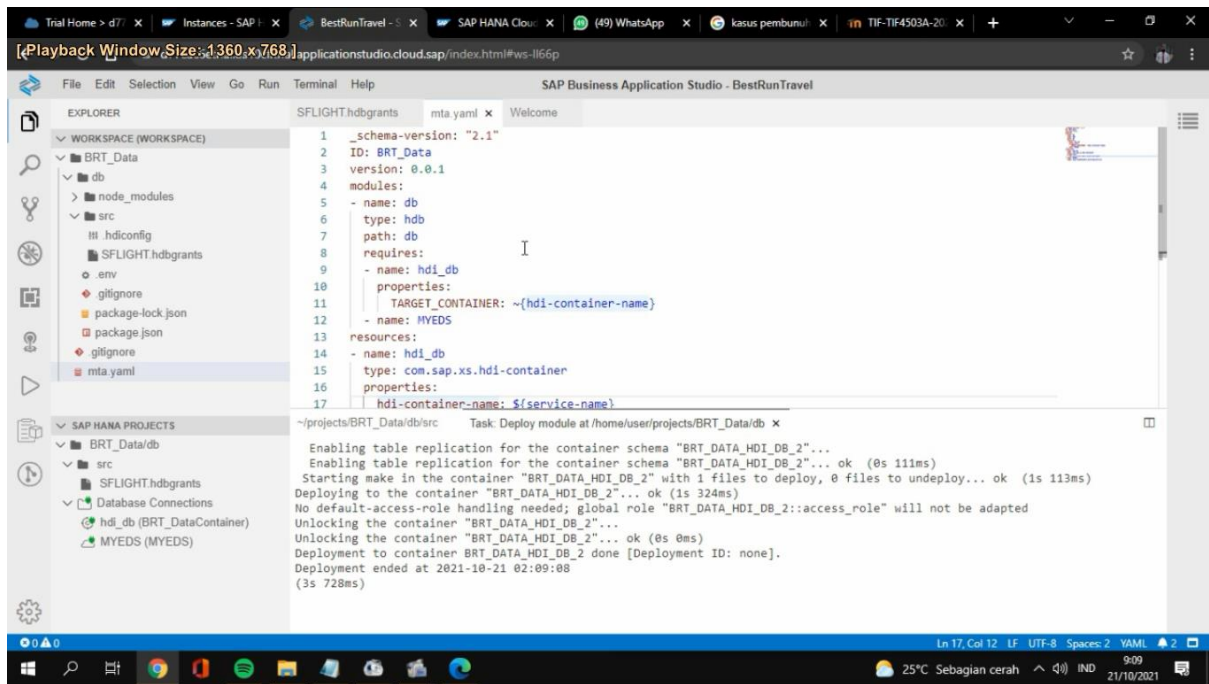 Trial Home > d77
Instances - SAP H
BestRunTravel - S
SAP HANA Clou
(49) WhatsApp
kasus pembunuh
TIF-TIF4503A-20
[ Playback Window Size: 1360 x 768 ]
applicationstudio.cloud.sap/index.html#ws-ll66p
File Edit Selection View Go Run Terminal Help
SAP Business Application Studio - BestRunTravel
EXPLORER
WORKSPACE (WORKSPACE)
BRT_Data
db
node_modules
src
.hdiconfig
SFLIGHT.hdbgrants
.env
.gitignore
package-lock.json
package.json
.gitignore
mta.yaml
SAP HANA PROJECTS
BRT_Data/db
src
SFLIGHT.hdbgrants
Database Connections
hdi_db (BRT_DataContainer)
MYEDS (MYEDS)
SFLIGHT.hdbgrants mta.yaml Welcome
1 _schema-version: "2.1"
2 ID: BRT_Data
3 version: 0.0.1
4 modules:
5 - name: db
6 type: hdb
7 path: db
8 requires:
9 - name: hdi_db
10 properties:
11 TARGET_CONTAINER: ~{hdi-container-name}
12 - name: MYEDS
13 resources:
14 - name: hdi_db
15 type: com.sap.xs.hdi-container
16 properties:
17 hdi-container-name: ${service-name}
~/projects/BRT_Data/db/src Task: Deploy module at /home/user/projects/BRT_Data/db
Enabling table replication for the container schema "BRT_DATA_HDI_DB_2"...
Enabling table replication for the container schema "BRT_DATA_HDI_DB_2"... ok (0s 111ms)
Starting make in the container "BRT_DATA_HDI_DB_2" with 1 files to deploy, 0 files to undeploy... ok (1s 113ms)
Deploying to the container "BRT_DATA_HDI_DB_2"... ok (1s 324ms)
No default-access-role handling needed; global role "BRT_DATA_HDI_DB_2::access_role" will not be adapted
Unlocking the container "BRT_DATA_HDI_DB_2"...
Unlocking the container "BRT_DATA_HDI_DB_2"... ok (0s 0ms)
Deployment to container BRT_DATA_HDI_DB_2 done [Deployment ID: none].
Deployment ended at 2021-10-21 02:09:08
(3s 728ms)
0 0
Ln 17, Col 12 LF UTF-8 Spaces: 2 YAML 2
25°C Sebagian cerah IND
9:09
21/10/2021